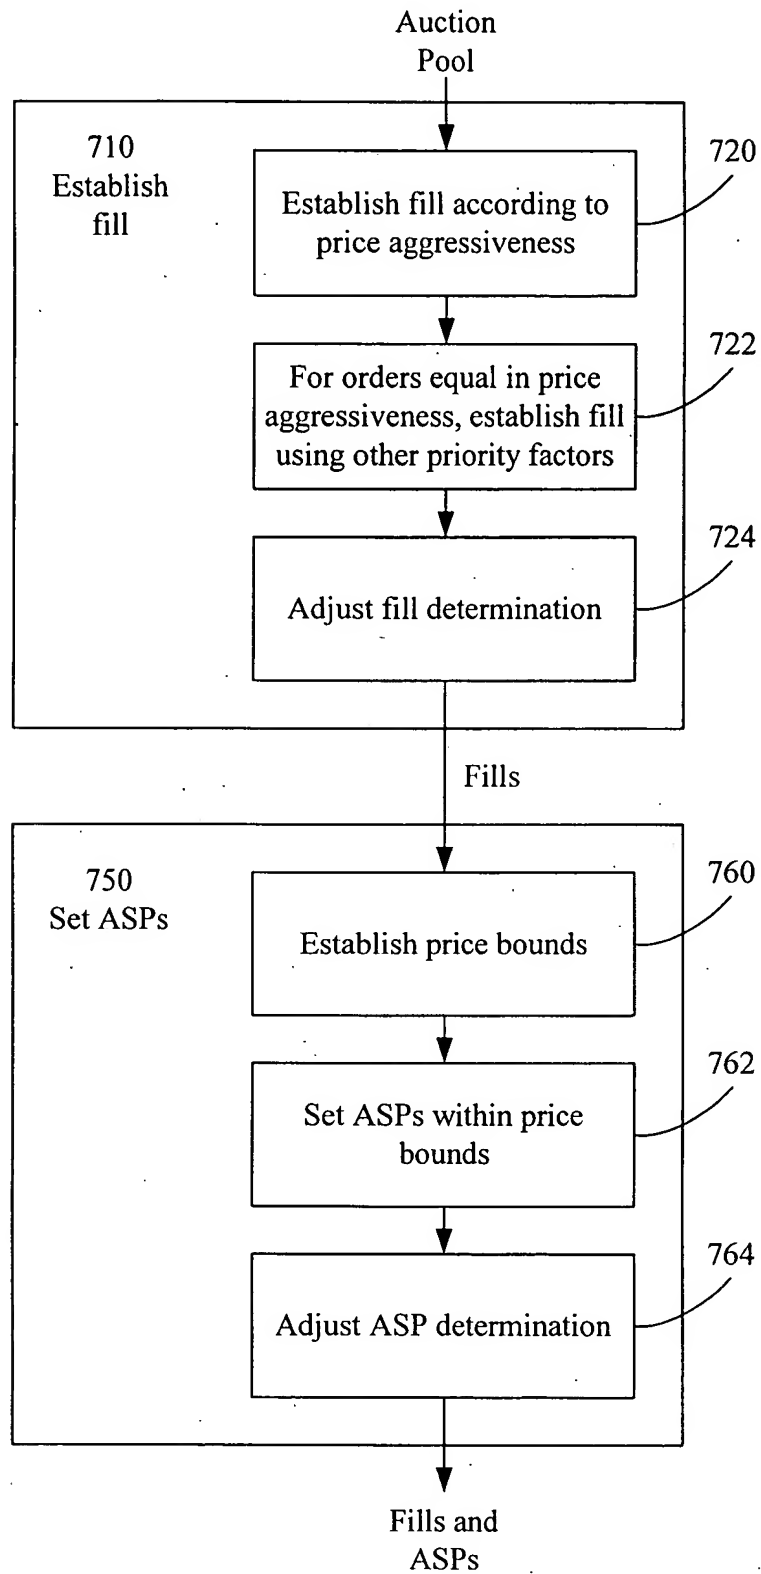 Auction
Pool
710
Establish
fill
720
Establish fill according to
price aggressiveness
722
For orders equal in price
aggressiveness, establish fill
using other priority factors
724
Adjust fill determination
Fills
750
Set ASPs
760
Establish price bounds
762
Set ASPs within price
bounds
764
Adjust ASP determination
Fills and
ASPs